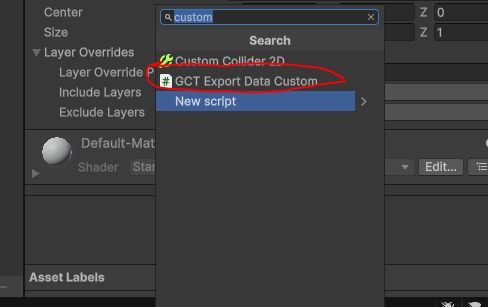 Center
Z 0
Size
Z 1
Layer Overrides
Layer Override P
Include Layers
Exclude Layers
Default-Mat
Shader Stan
Edit...
Asset Labels
custom
Search
Custom Collider 2D
# GCT Export Data Custom
New script